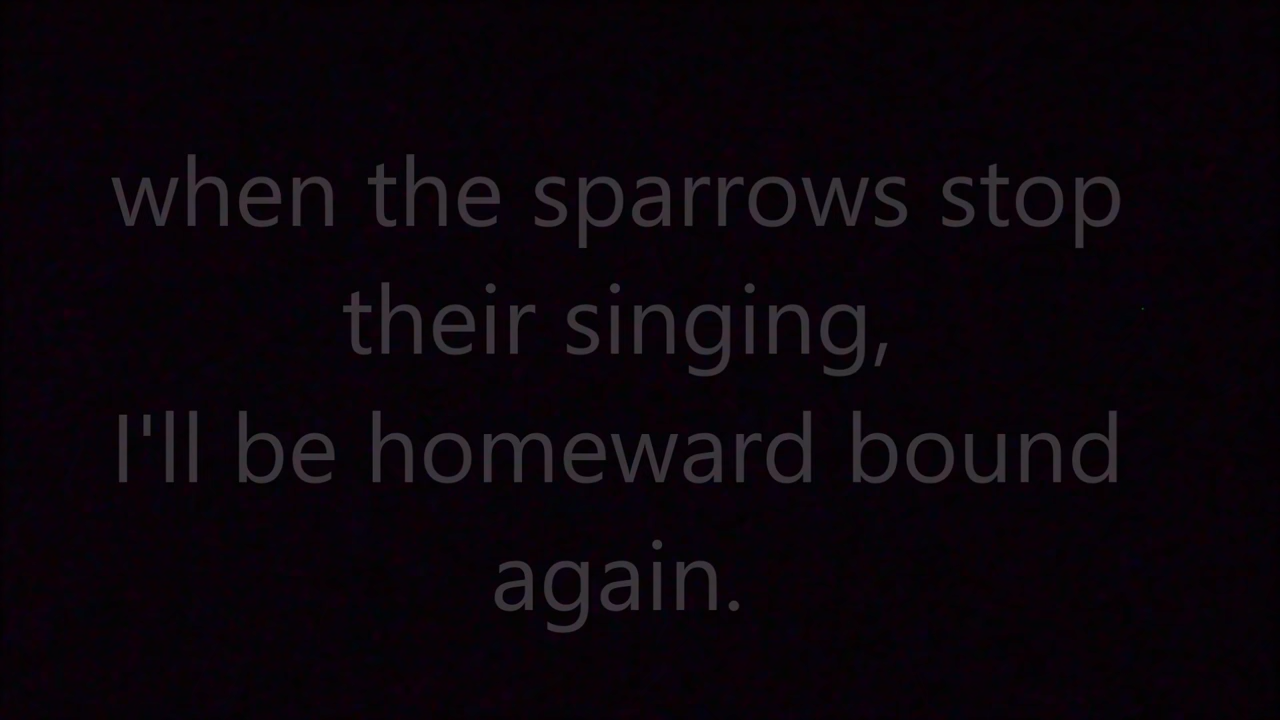 when the sparrows stop
their singing,
I'll be homeward bound
again.